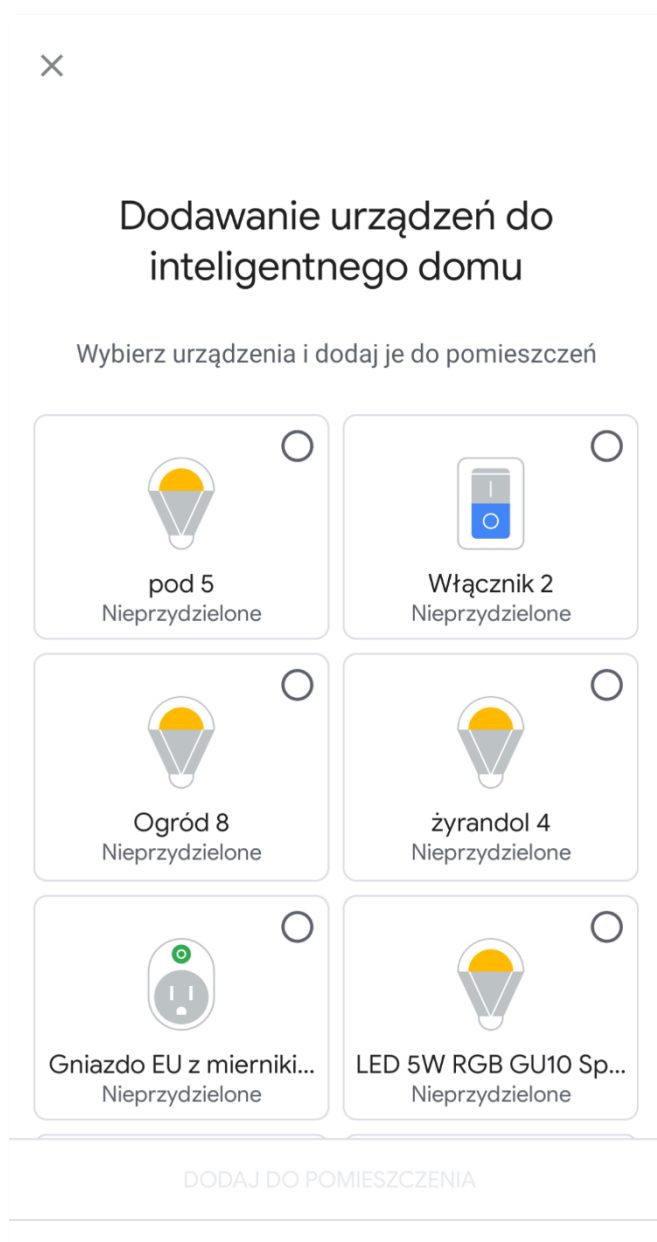 Dodawanie urządzeń do
inteligentnego domu
Wybierz urządzenia i dodaj je do pomieszczeń
pod 5
Nieprzydzielone
Włącznik 2
Nieprzydzielone
Ogród 8
Nieprzydzielone
żyrandol 4
Nieprzydzielone
Gniazdo EU z mierniki...
Nieprzydzielone
LED 5W RGB GU10 Sp...
Nieprzydzielone
DODAJ DO POMIESZCZENIA